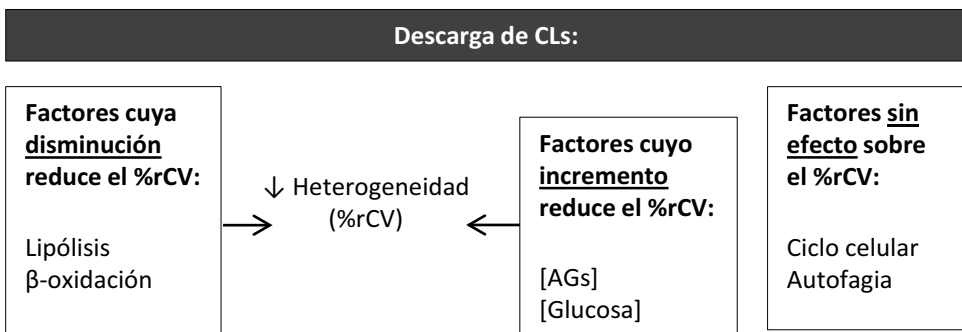 Descarga de CLs:
Factores cuya
disminución
reduce el %rCV:
Lipólisis
β-oxidación
↓ Heterogeneidad
(%rCV)
Factores cuyo
incremento
reduce el %rCV:
[AGs]
[Glucosa]
Factores sin
efecto sobre
el %rCV:
Ciclo celular
Autofagia